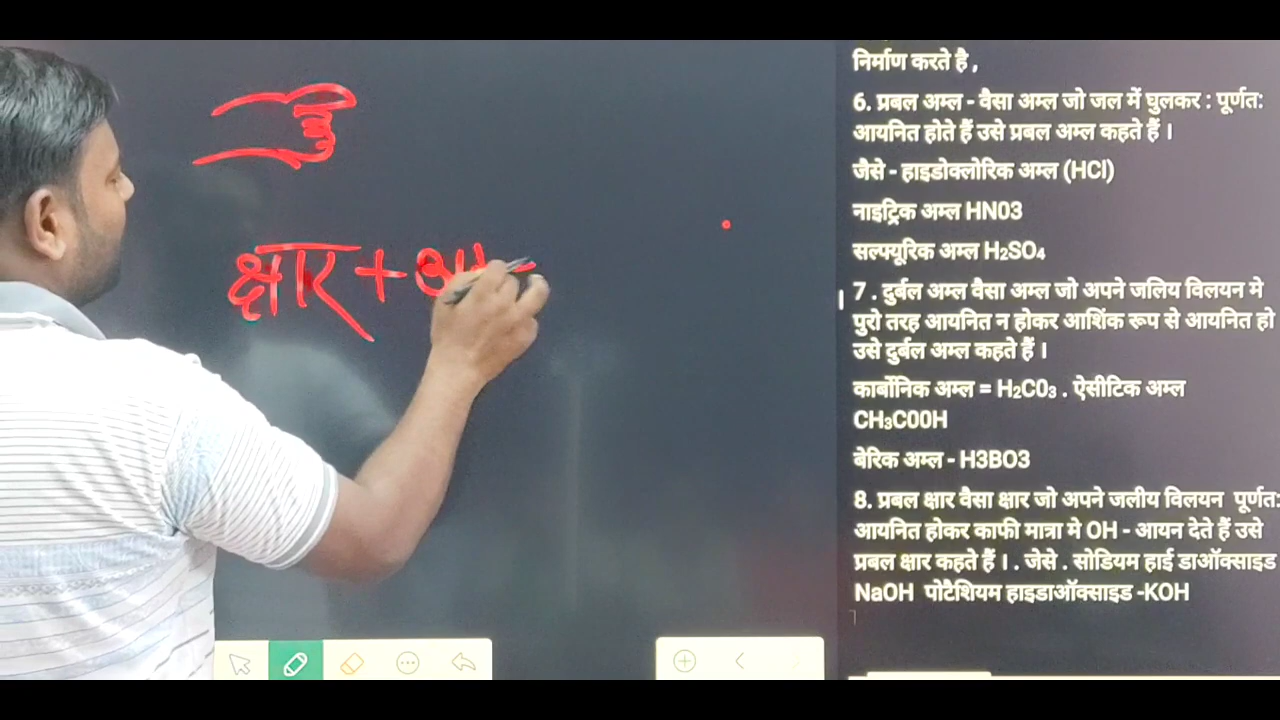 क्षार +
निर्माण करते है ,
6. प्रबल अम्ल - वैसा अम्ल जो जल में घुलकर : पूर्णत:
आयनित होते हैं उसे प्रबल अम्ल कहते हैं ।
जैसे - हाइडोक्लोरिक अम्ल (HCl)
नाइट्रिक अम्ल HN03
सल्फ्यूरिक अम्ल H₂SO₄
7 . दुर्बल अम्ल वैसा अम्ल जो अपने जलिय विलयन मे
पुरो तरह आयनित न होकर आशिंक रूप से आयनित हो
उसे दुर्बल अम्ल कहते हैं ।
कार्बोनिक अम्ल = H₂C0₃ . ऐसीटिक अम्ल
CH₃C00H
बेरिक अम्ल - H3BO3
8. प्रबल क्षार वैसा क्षार जो अपने जलीय विलयन पूर्णत:
आयनित होकर काफी मात्रा मे OH - आयन देते हैं उसे
प्रबल क्षार कहते हैं । . जेसे . सोडियम हाई डाऑक्साइड
NaOH पोटैशियम हाइडाऑक्साइड -KOH